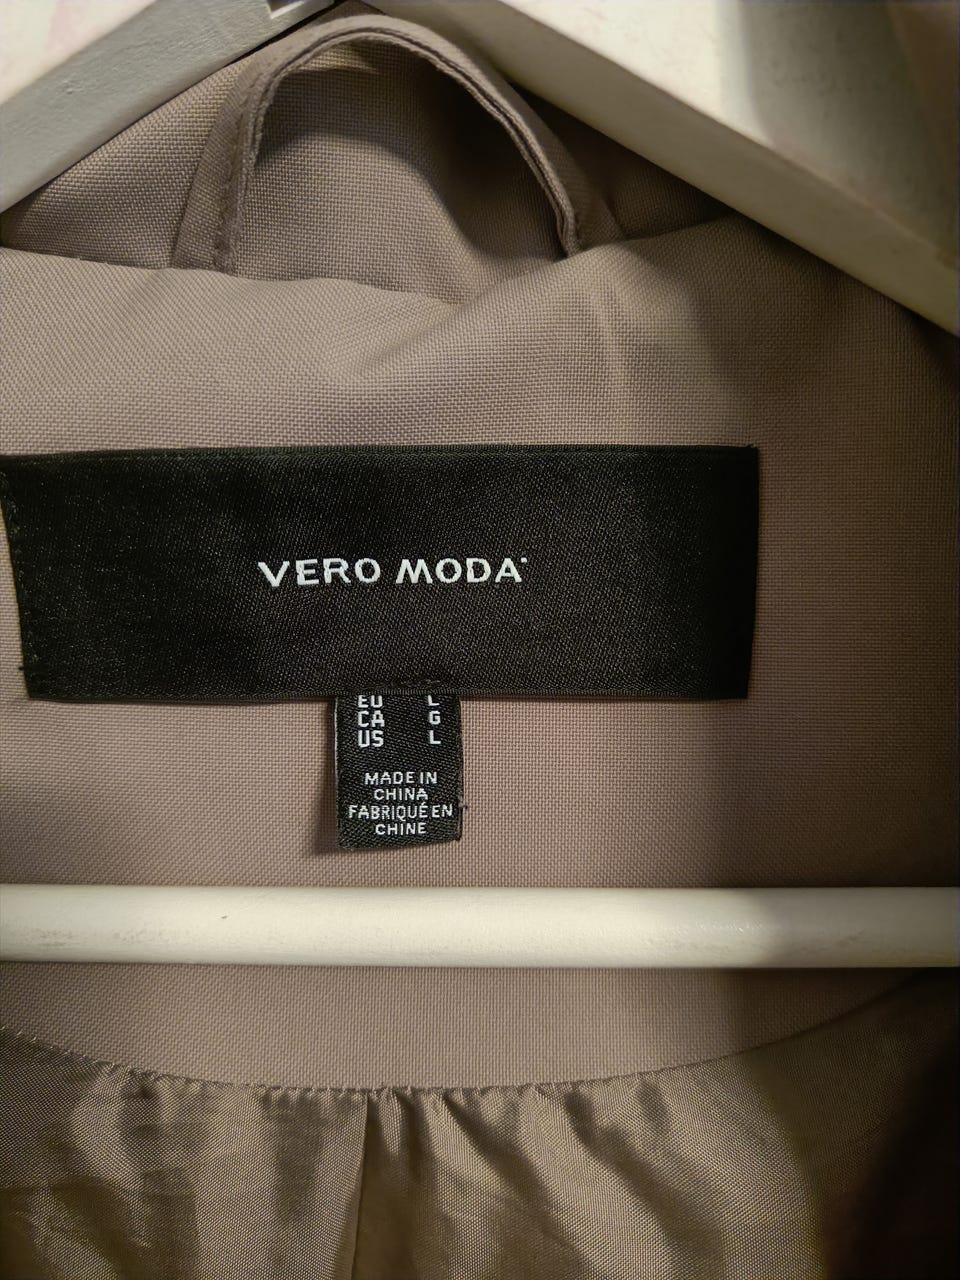 VERO MODA
EU L
CA G
US L
MADE IN
CHINA
FABRIQUÉ EN
CHINE